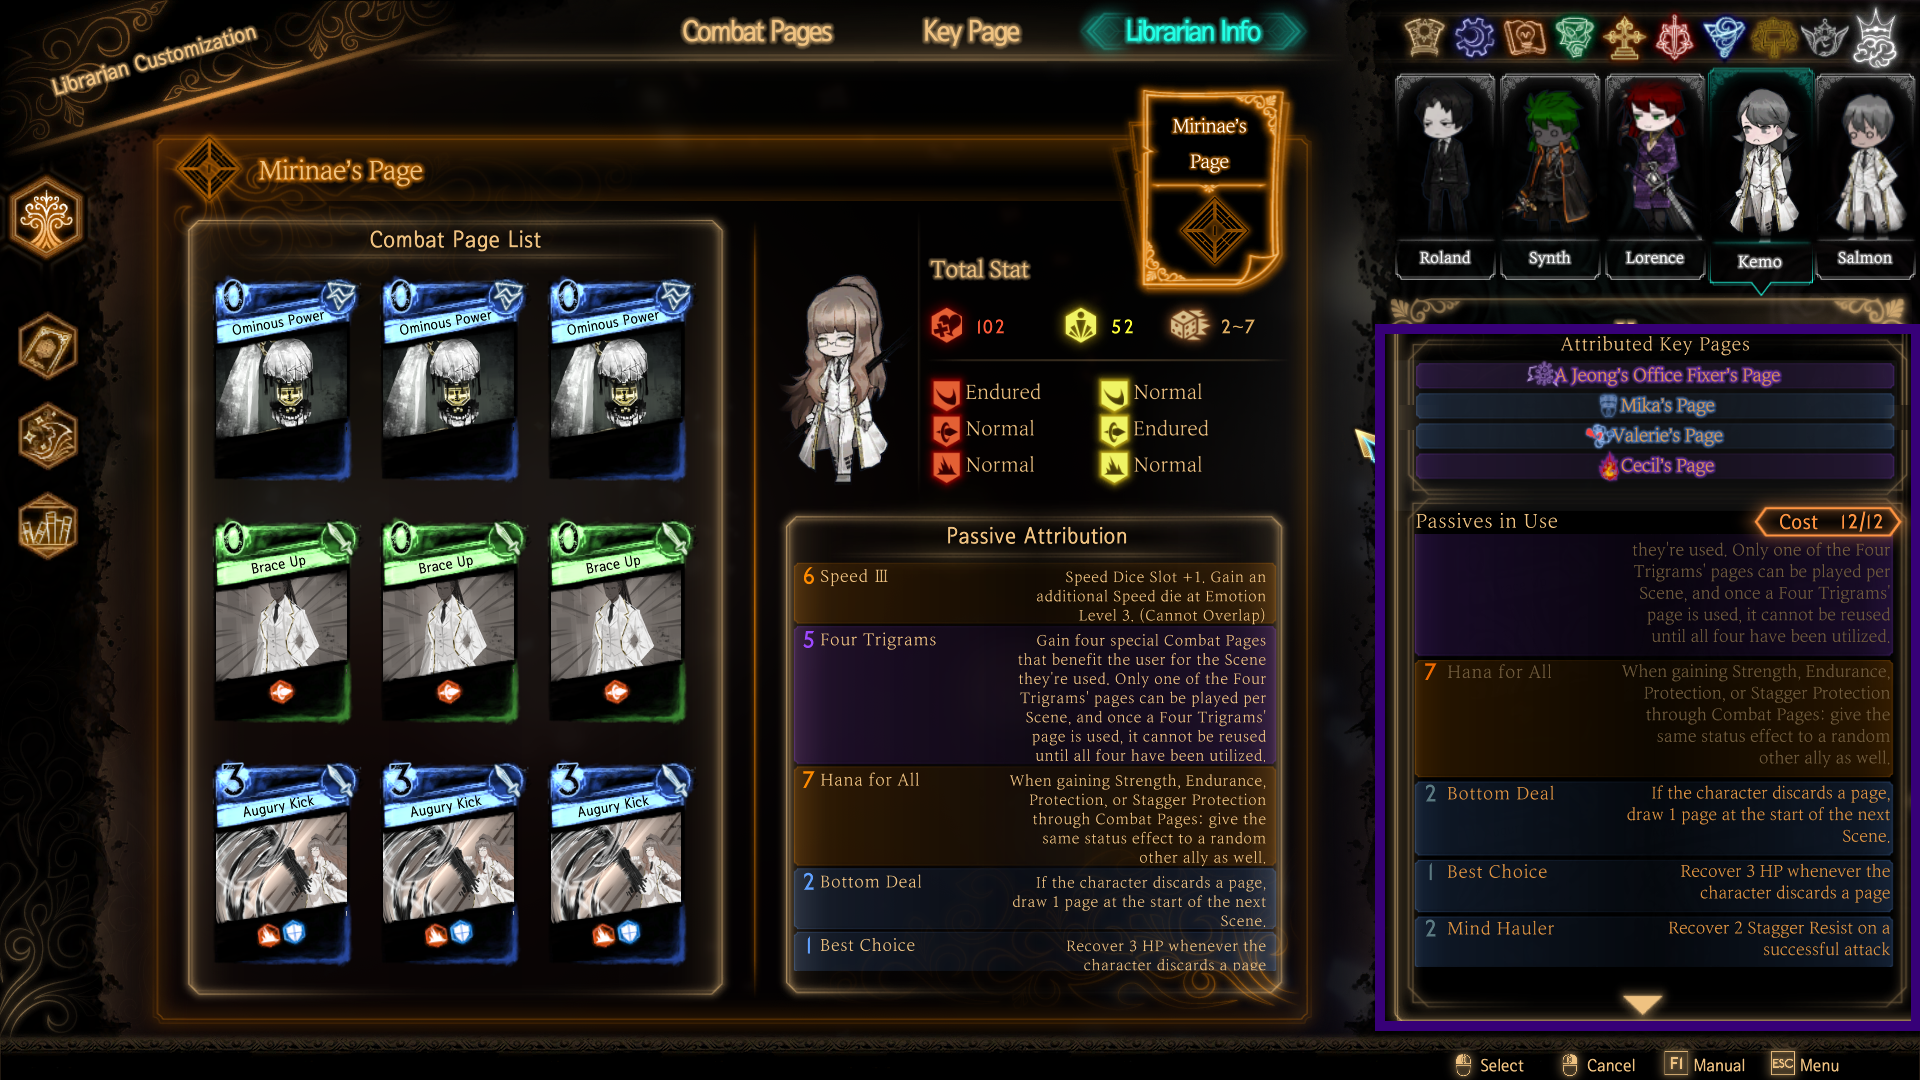 Librarian Customization
Combat Pages
Key Page
Librarian Info
Mirinae's Page
Mirinae's
Page
Combat Page List
0
Ominous Power
0
Ominous Power
0
Ominous Power
0
Brace Up
0
Brace Up
0
Brace Up
3
Augury Kick
3
Augury Kick
3
Augury Kick
Total Stat
102
52
2~7
Endured
Normal
Normal
Endured
Normal
Normal
Passive Attribution
6 Speed III
Speed Dice Slot +1. Gain an
additional Speed die at Emotion
Level 3. (Cannot Overlap)
5 Four Trigrams
Gain four special Combat Pages
that benefit the user for the Scene
they're used. Only one of the Four
Trigrams' pages can be played per
Scene, and once a Four Trigrams'
page is used, it cannot be reused
until all four have been utilized.
7 Hana for All
When gaining Strength, Endurance,
Protection, or Stagger Protection
through Combat Pages: give the
same status effect to a random
other ally as well.
2 Bottom Deal
If the character discards a page,
draw 1 page at the start of the next
Scene.
1 Best Choice
Recover 3 HP whenever the
character discards a page
Roland
Synth
Lorence
Kemo
Salmon
Attributed Key Pages
A Jeong's Office Fixer's Page
Mika's Page
Valerie's Page
Cecil's Page
Passives in Use
Cost 12/12
they're used. Only one of the Four
Trigrams' pages can be played per
Scene, and once a Four Trigrams'
page is used, it cannot be reused
until all four have been utilized.
7 Hana for All
When gaining Strength, Endurance,
Protection, or Stagger Protection
through Combat Pages: give the
same status effect to a random
other ally as well.
2 Bottom Deal
If the character discards a page,
draw 1 page at the start of the next
Scene.
1 Best Choice
Recover 3 HP whenever the
character discards a page
2 Mind Hauler
Recover 2 Stagger Resist on a
successful attack
Select
Cancel
F1 Manual
ESC Menu